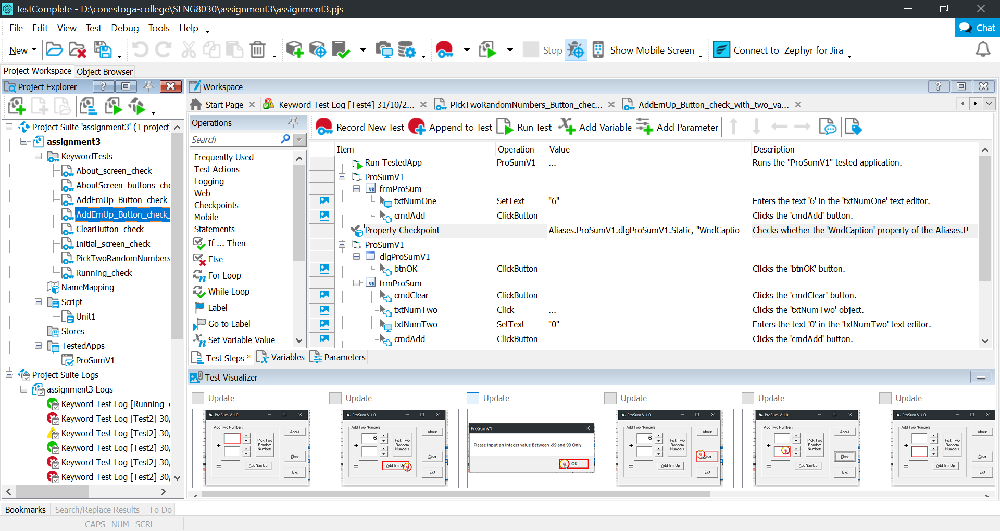 TestComplete - D:\conestoga-college\SENG8030\assignment3\assignment3.pjs
File Edit View Test Debug Tools Help
Chat
New Stop Show Mobile Screen Connect to Zephyr for Jira
Project Workspace Object Browser
Project Explorer
Project Suite 'assignment3' (1 project
assignment3
KeywordTests
About_screen_check
AboutScreen_buttons_che
AddEmUp_Button_check_
AddEmUp_Button_check_
ClearButton_check
Initial_screen_check
PickTwoRandomNumbers
Running_check
NameMapping
Script
Unit1
Stores
TestedApps
ProSumV1
Project Suite Logs
assignment3 Logs
Keyword Test Log [Running_c
Keyword Test Log [Test2] 30/
Keyword Test Log [Test2] 30/
Keyword Test Log [Test2] 30/
Keyword Test Log [Test2] 30/
Keyword Test Log [Test2] 30/
Workspace
Start Page Keyword Test Log [Test4] 31/10/2... PickTwoRandomNumbers_Button_chec... AddEmUp_Button_check_with_two_va...
Operations
Search
Frequently Used
Test Actions
Logging
Web
Checkpoints
Mobile
Statements
If ... Then
Else
For Loop
While Loop
Label
Go to Label
Set Variable Value
Record New Test Append to Test Run Test Add Variable Add Parameter
Item Operation Value Description
Run TestedApp ProSumV1 ... Runs the "ProSumV1" tested application.
ProSumV1
frmProSum
txtNumOne SetText "6" Enters the text '6' in the 'txtNumOne' text editor.
cmdAdd ClickButton Clicks the 'cmdAdd' button.
Property Checkpoint Aliases.ProSumV1.dlgProSumV1.Static, "WndCaptio Checks whether the 'WndCaption' property of the Aliases.P
ProSumV1
dlgProSumV1
btnOK ClickButton Clicks the 'btnOK' button.
frmProSum
cmdClear ClickButton Clicks the 'cmdClear' button.
txtNumTwo Click ... Clicks the 'txtNumTwo' object.
txtNumTwo SetText "0" Enters the text '0' in the 'txtNumTwo' text editor.
cmdAdd ClickButton Clicks the 'cmdAdd' button.
Test Steps * Variables Parameters
Test Visualizer
Update Update Update Update Update Update
ProSum V 1.0
Add Two Numbers
About
+
Pick Two
Random
Numbers
Clear
=
Add 'Em Up
Exit
ProSum V 1.0
Add Two Numbers
About
6
+
Pick Two
Random
Numbers
Clear
Add 'Em Up
=
Exit
ProSumV1
Please input an Integer value Between -99 and 99 Only.
OK
ProSum V 1.0
Add Two Numbers
About
6
+
Pick Two
Random
Numbers
Clear
=
Add 'Em Up
Exit
ProSum V 1.0
Add Two Numbers
About
+
Pick Two
Random
Numbers
Clear
=
Add 'Em Up
Exit
ProSum V 1.0
Add Two Numbers
About
+
Pick Two
Random
Numbers
Clear
=
Add 'Em Up
Exit
Bookmarks Search/Replace Results To Do
CAPS NUM SCRL